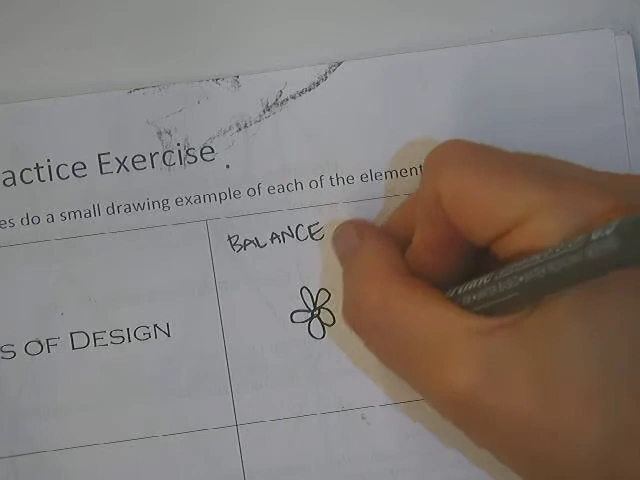 actice Exercise .
es do a small drawing example of each of the element
BALANCE
S OF DESIGN